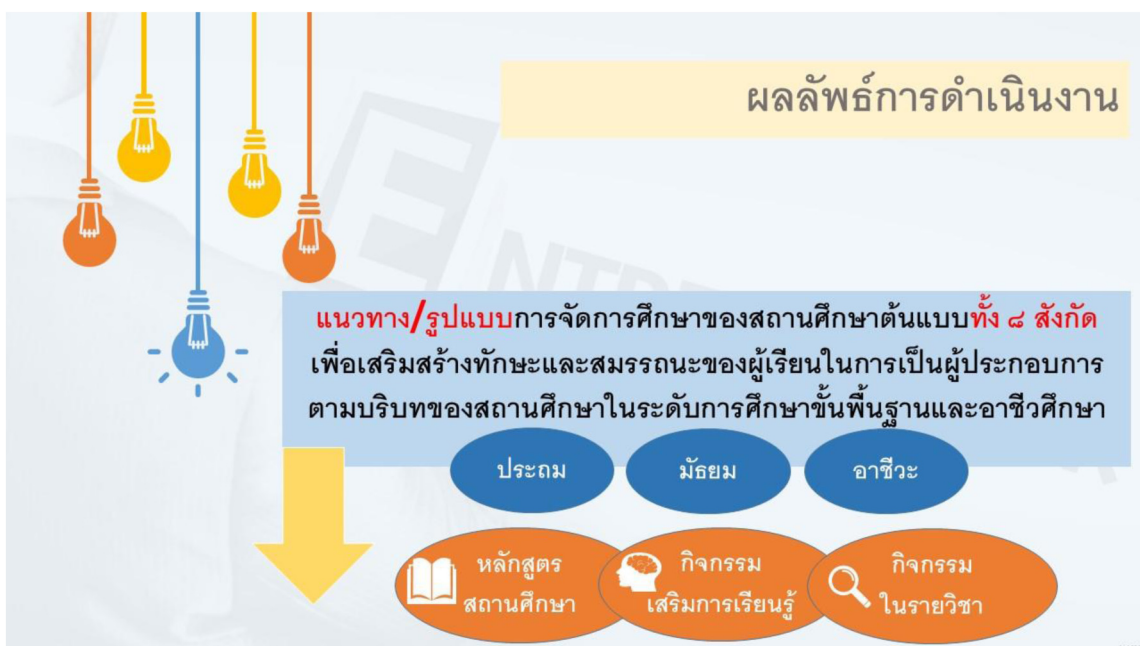 ผลลัพธ์การดำเนินงาน
แนวทาง/รูปแบบการจัดการศึกษาของสถานศึกษาต้นแบบทั้ง ๘ สังกัด
เพื่อเสริมสร้างทักษะและสมรรถนะของผู้เรียนในการเป็นผู้ประกอบการ
ตามบริบทของสถานศึกษาในระดับการศึกษาขั้นพื้นฐานและอาชีวศึกษา
ประถม
มัธยม
อาชีวะ
หลักสูตร
สถานศึกษา
กิจกรรม
เสริมการเรียนรู้
กิจกรรม
ในรายวิชา